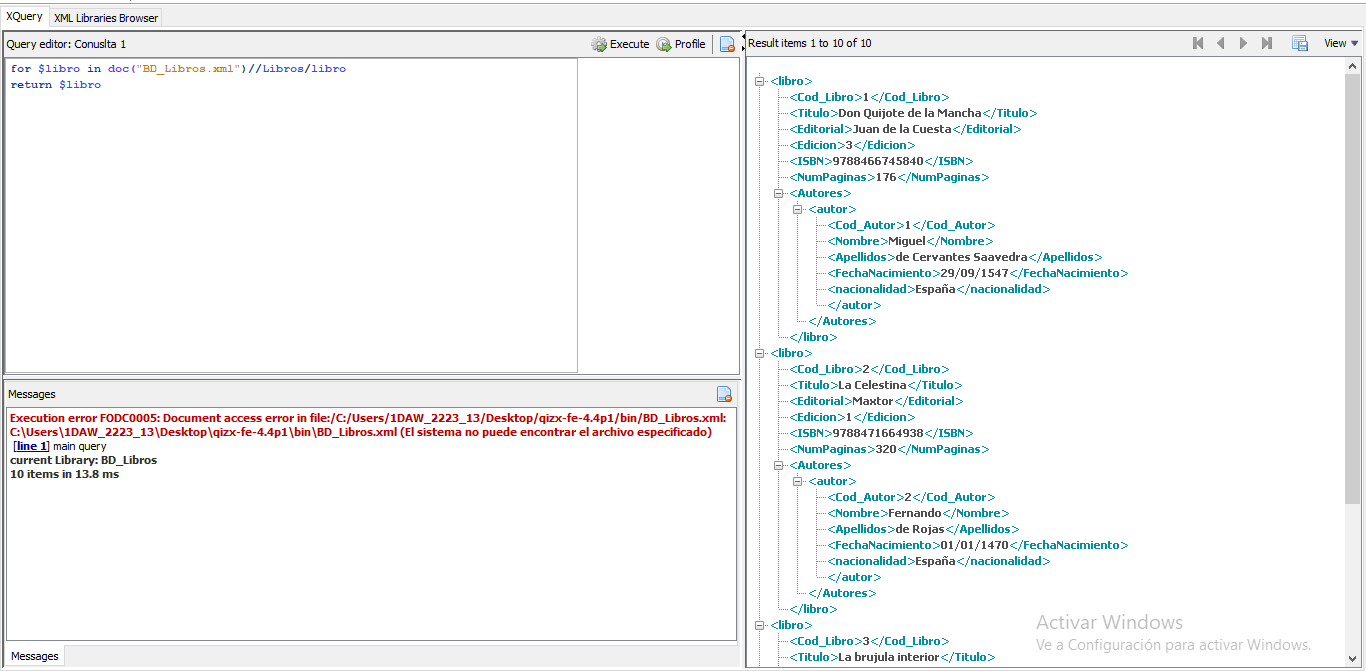 XQuery XML Libraries Browser
Query editor: Conuslta 1 Execute Profile
for $libro in doc("BD_Libros.xml")//Libros/libro
return $libro
Messages
Execution error FODC0005: Document access error in file:/C:/Users/1DAW_2223_13/Desktop/qizx-fe-4.4p1/bin/BD_Libros.xml:
C:\Users\1DAW_2223_13\Desktop\qizx-fe-4.4p1\bin\BD_Libros.xml (El sistema no puede encontrar el archivo especificado)
[line 1] main query
current Library: BD_Libros
10 items in 13.8 ms
Messages
Result items 1 to 10 of 10 View
<libro>
<Cod_Libro>1</Cod_Libro>
<Titulo>Don Quijote de la Mancha</Titulo>
<Editorial>Juan de la Cuesta</Editorial>
<Edicion>3</Edicion>
<ISBN>9788466745840</ISBN>
<NumPaginas>176</NumPaginas>
<Autores>
<autor>
<Cod_Autor>1</Cod_Autor>
<Nombre>Miguel</Nombre>
<Apellidos>de Cervantes Saavedra</Apellidos>
<FechaNacimiento>29/09/1547</FechaNacimiento>
<nacionalidad>España</nacionalidad>
</autor>
</Autores>
</libro>
<libro>
<Cod_Libro>2</Cod_Libro>
<Titulo>La Celestina</Titulo>
<Editorial>Maxtor</Editorial>
<Edicion>1</Edicion>
<ISBN>9788471664938</ISBN>
<NumPaginas>320</NumPaginas>
<Autores>
<autor>
<Cod_Autor>2</Cod_Autor>
<Nombre>Fernando</Nombre>
<Apellidos>de Rojas</Apellidos>
<FechaNacimiento>01/01/1470</FechaNacimiento>
<nacionalidad>España</nacionalidad>
</autor>
</Autores>
</libro>
<libro>
<Cod_Libro>3</Cod_Libro>
<Titulo>La brujula interior</Titulo>
Activar Windows
Ve a Configuración para activar Windows.